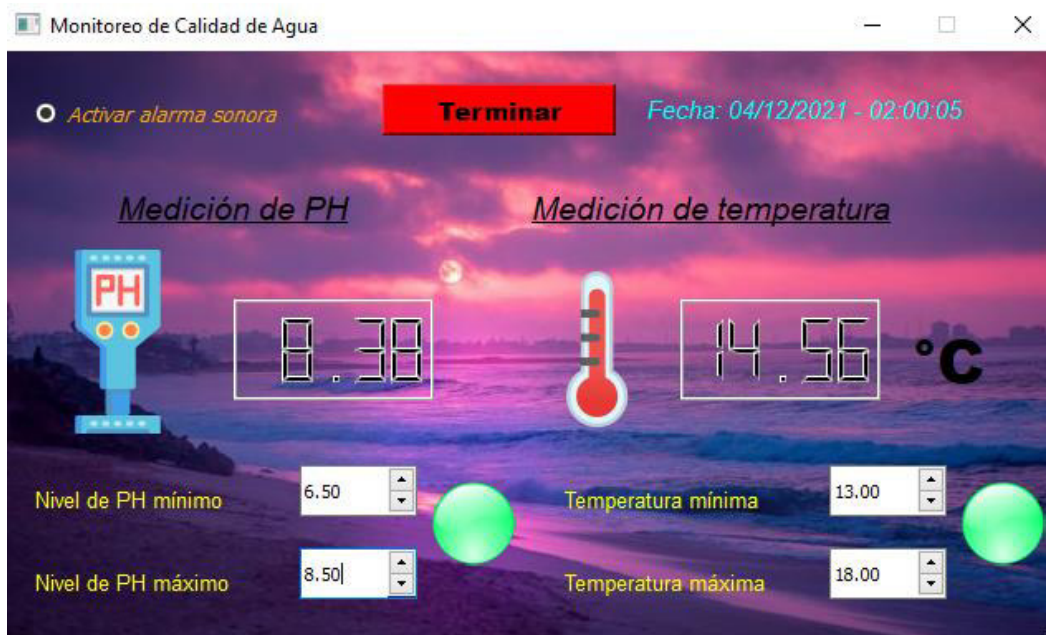 Monitoreo de Calidad de Agua
Activar alarma sonora
Terminar
Fecha: 04/12/2021 - 02:00:05
Medición de PH
Medición de temperatura
PH
8.38
14.56
°C
Nivel de PH mínimo
6.50
Temperatura mínima
13.00
Nivel de PH máximo
8.50
Temperatura máxima
18.00